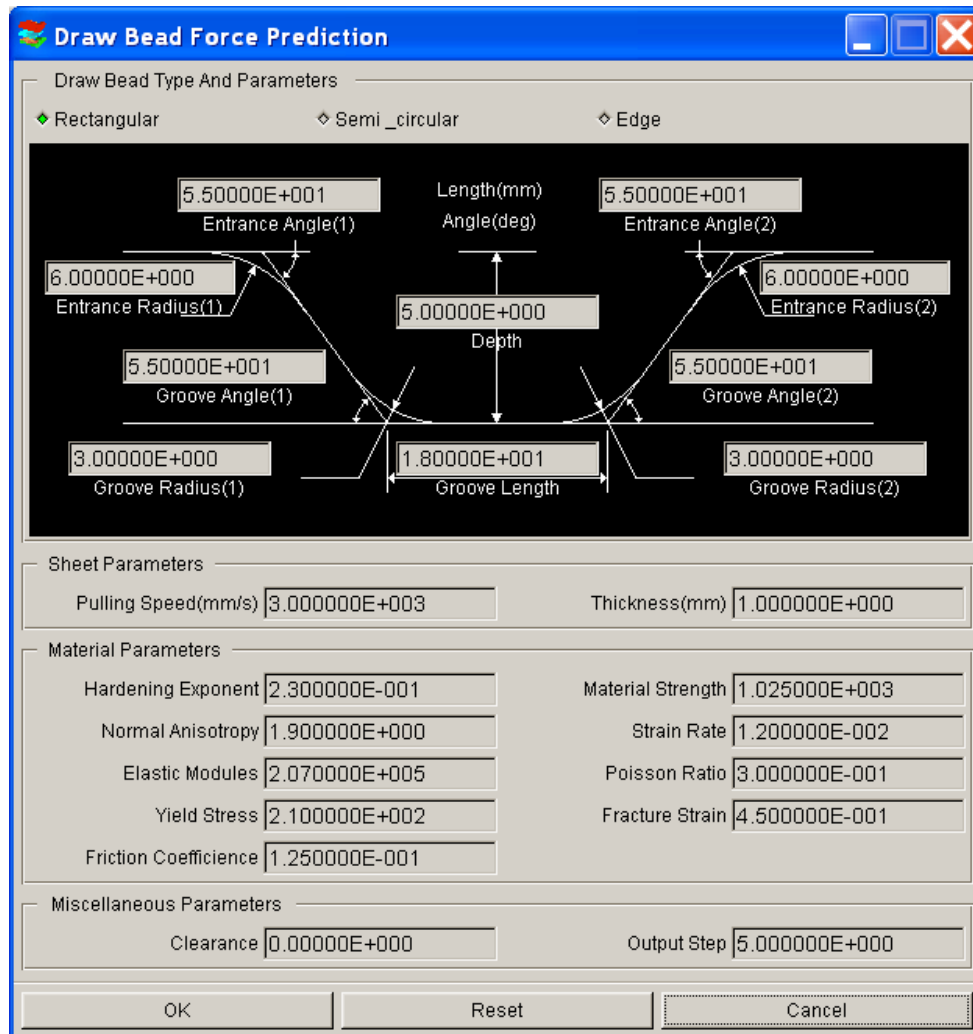 Draw Bead Force Prediction
Draw Bead Type And Parameters
Rectangular Semi_circular Edge
5.50000E+001 Length(mm) 5.50000E+001
Entrance Angle(1) Angle(deg) Entrance Angle(2)
6.00000E+000 6.00000E+000
Entrance Radius(1) 5.00000E+000 Entrance Radius(2)
Depth
5.50000E+001 5.50000E+001
Groove Angle(1) Groove Angle(2)
3.00000E+000 1.80000E+001 3.00000E+000
Groove Radius(1) Groove Length Groove Radius(2)
Sheet Parameters
Pulling Speed(mm/s) 3.000000E+003 Thickness(mm) 1.000000E+000
Material Parameters
Hardening Exponent 2.300000E-001 Material Strength 1.025000E+003
Normal Anisotropy 1.900000E+000 Strain Rate 1.200000E-002
Elastic Modules 2.070000E+005 Poisson Ratio 3.000000E-001
Yield Stress 2.100000E+002 Fracture Strain 4.500000E-001
Friction Coefficience 1.250000E-001
Miscellaneous Parameters
Clearance 0.00000E+000 Output Step 5.000000E+000
OK Reset Cancel